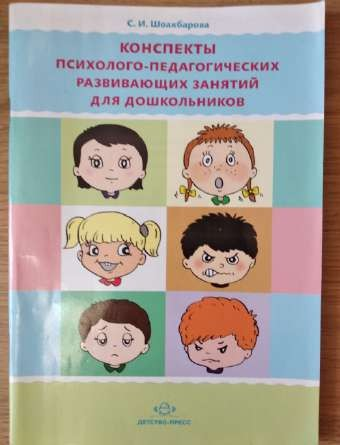 С. И. Шоахбарова
КОНСПЕКТЫ
ПСИХОЛОГО-ПЕДАГОГИЧЕСКИХ
РАЗВИВАЮЩИХ ЗАНЯТИЙ
ДЛЯ ДОШКОЛЬНИКОВ
ДЕТСТВО-ПРЕСС